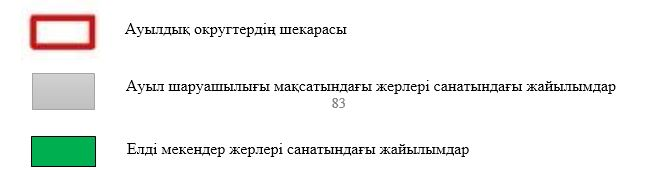 Ауылдық округтердің шекарасы
Ауыл шаруашылығы мақсатындағы жерлері санатындағы жайылымдар
83
Елді мекендер жерлері санатындағы жайылымдар